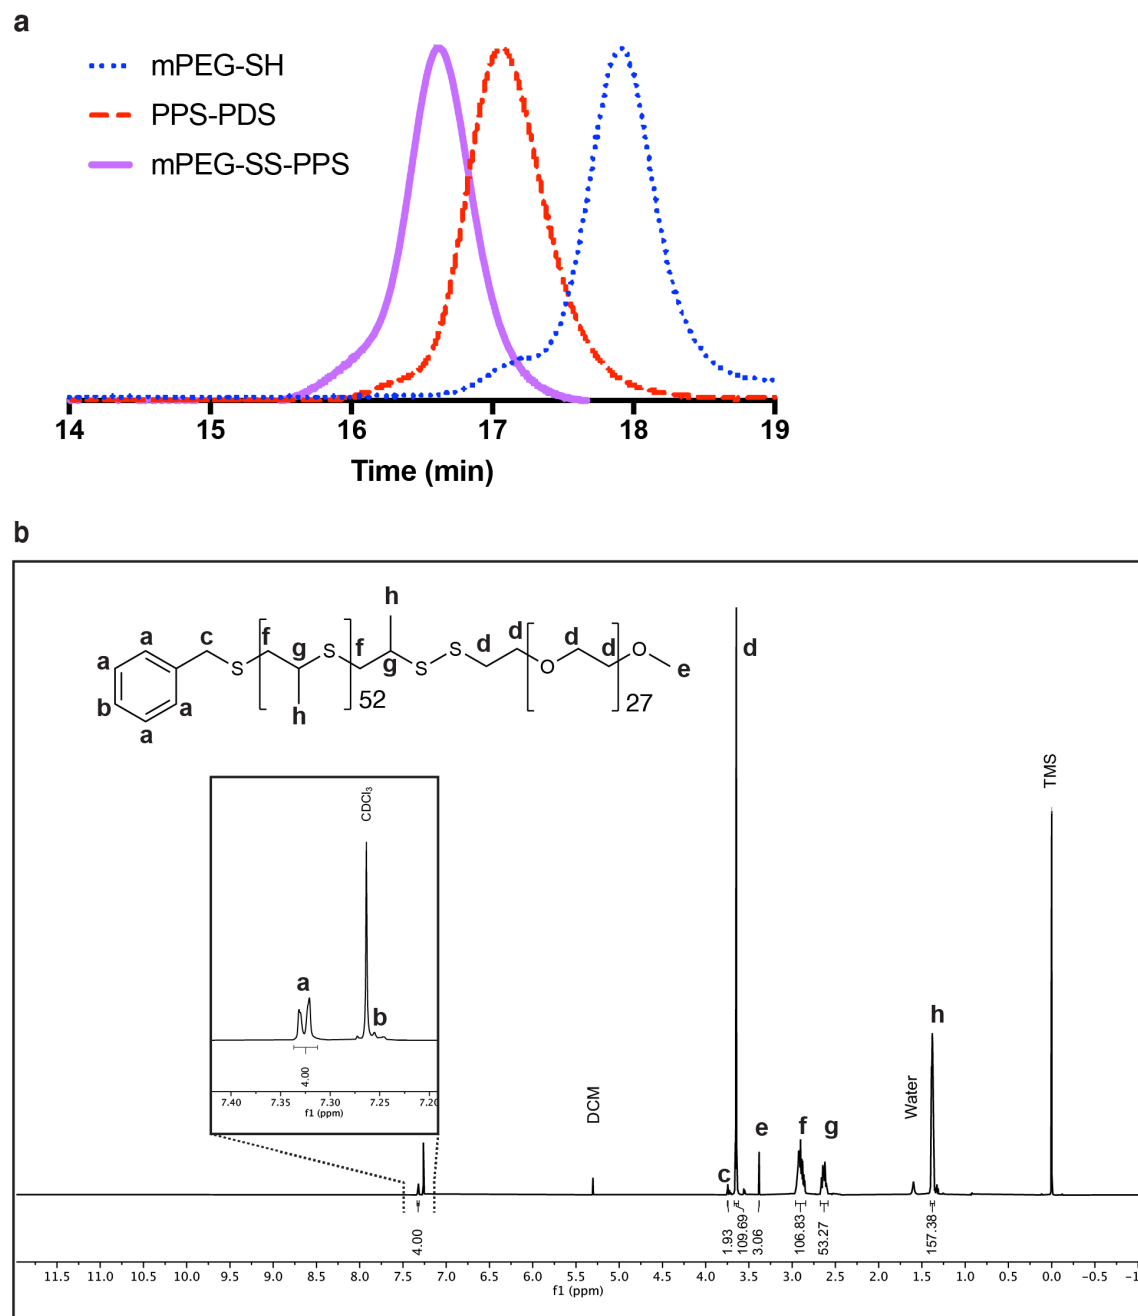 a
mPEG-SH
PPS-PDS
mPEG-SS-PPS
14 15 16 17 18 19
Time (min)
b
h
a c f g S f g S S d d O d d O e
a
b a
a
h
52
27
d
CDCl₃
a
b
4.00
7.40 7.35 7.30 7.25 7.20
f1 (ppm)
DCM
c
e
f
g
Water
h
TMS
4.00
1.93
109.69
3.06
106.83
53.27
157.38
11.5 11.0 10.5 10.0 9.5 9.0 8.5 8.0 7.5 7.0 6.5 6.0 5.5 5.0 4.5 4.0 3.5 3.0 2.5 2.0 1.5 1.0 0.5 0.0 −0.5 −1
f1 (ppm)